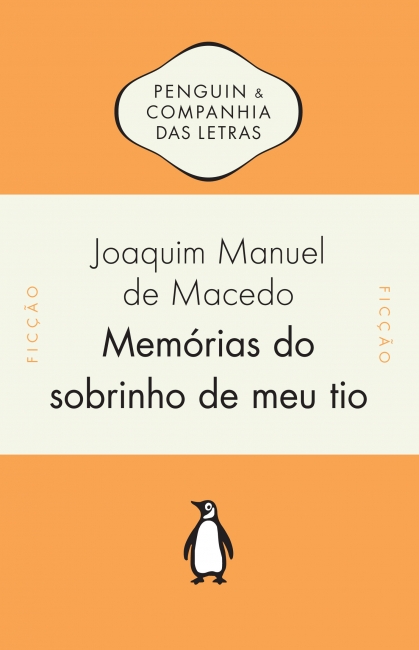 PENGUIN &
COMPANHIA
DAS LETRAS
Joaquim Manuel
de Macedo
FICÇÃO
FICÇÃO
Memórias do
sobrinho de meu tio